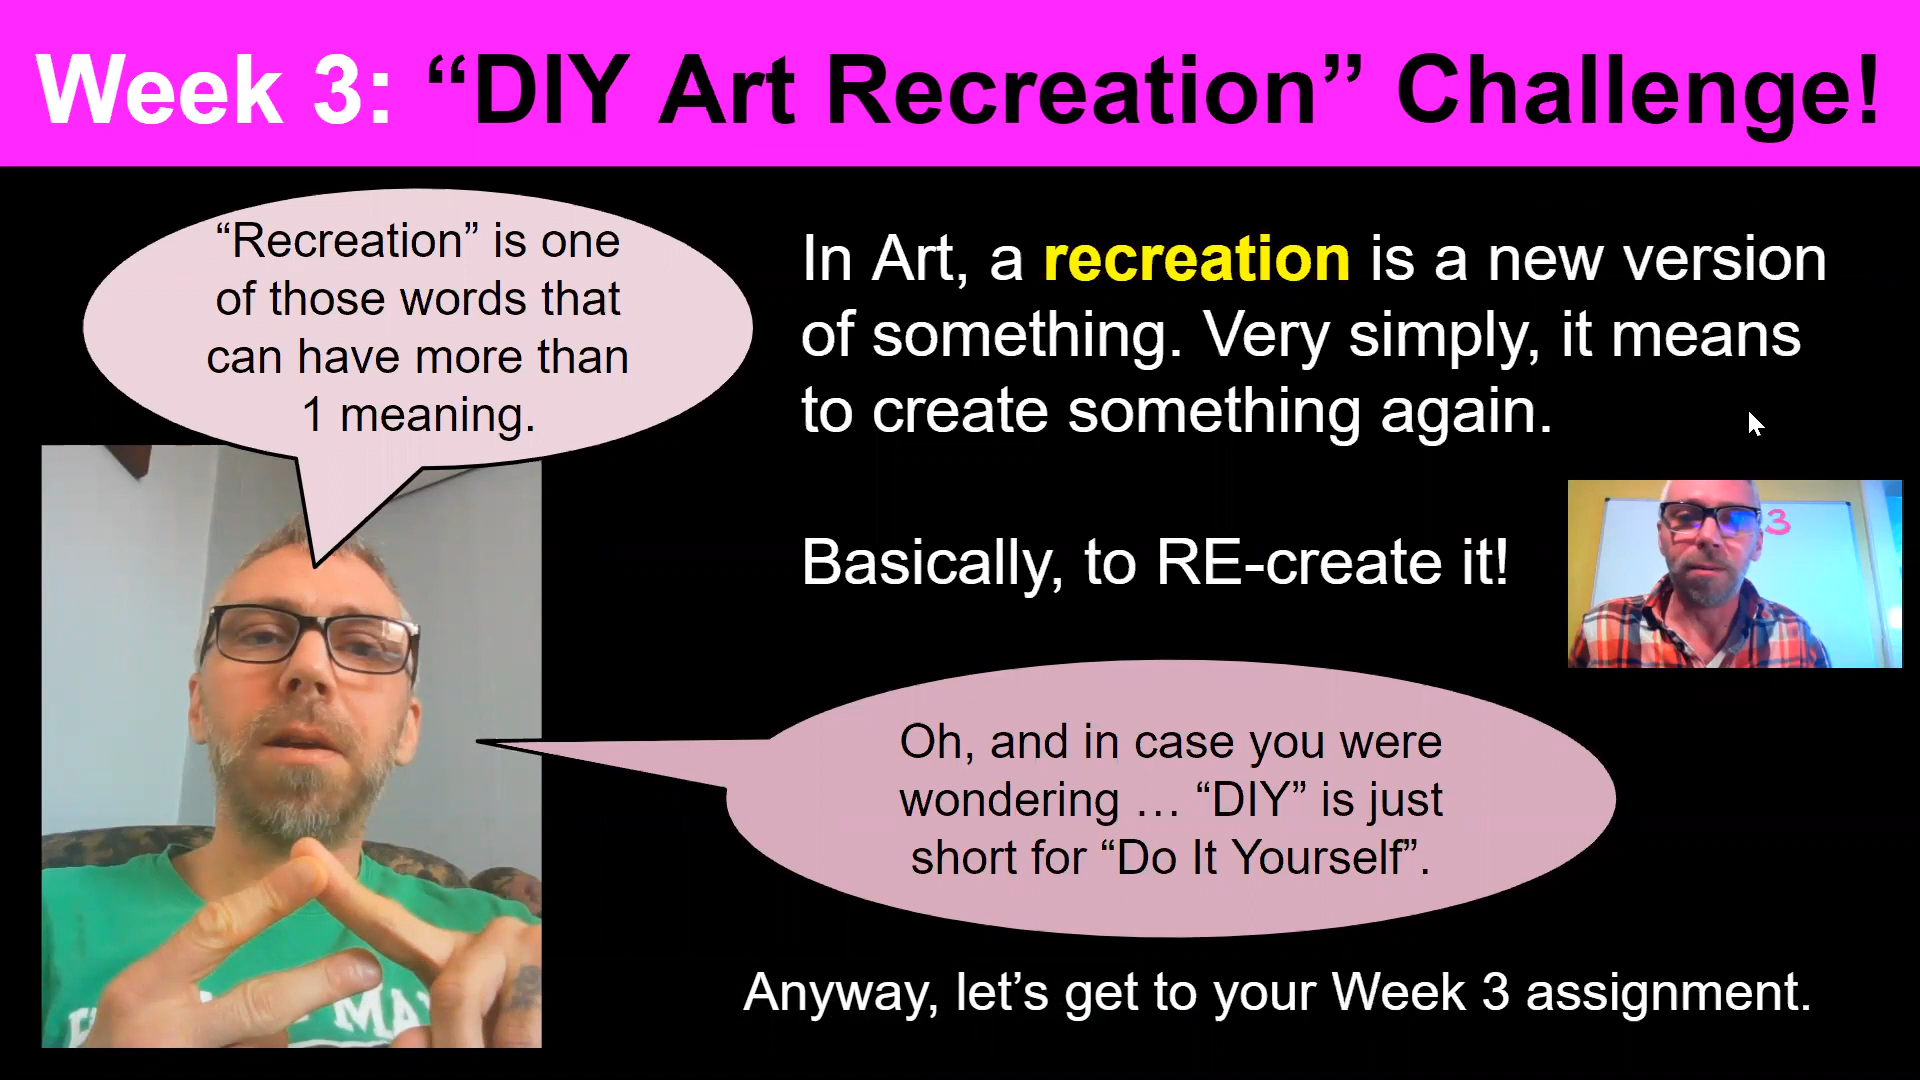 Week 3: “DIY Art Recreation” Challenge!
“Recreation” is one
of those words that
can have more than
1 meaning.
In Art, a recreation is a new version
of something. Very simply, it means
to create something again.
Basically, to RE-create it!
3
Oh, and in case you were
wondering … “DIY” is just
short for “Do It Yourself”.
Anyway, let’s get to your Week 3 assignment.